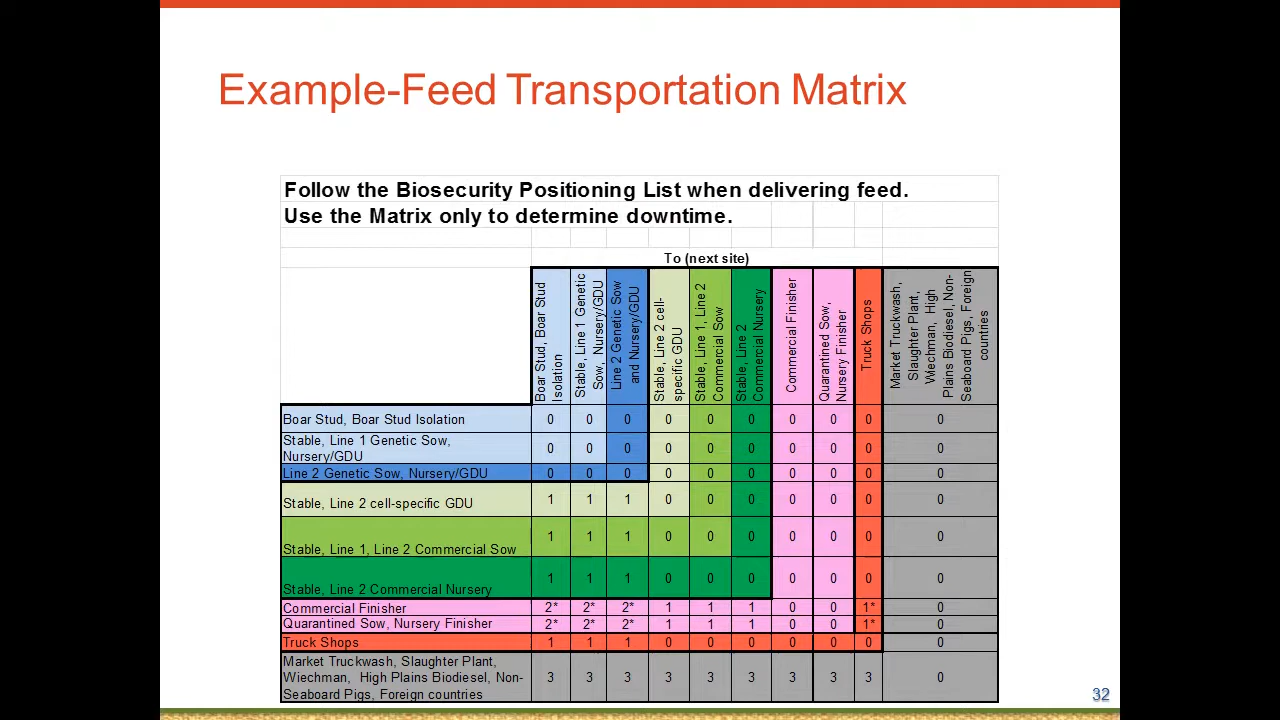 Example-Feed Transportation Matrix
Follow the Biosecurity Positioning List when delivering feed.
Use the Matrix only to determine downtime.
To (next site)
Boar Stud, Boar Stud
Isolation
Stable, Line 1 Genetic
Sow, Nursery/GDU
Line 2 Genetic Sow
and Nursery/GDU
Stable, Line 2 cell-
specific GDU
Stable, Line 1, Line 2
Commercial Sow
Stable, Line 2
Commercial Nursery
Commercial Finisher
Quarantined Sow,
Nursery Finisher
Truck Shops
Market Truckwash,
Slaughter Plant,
Wiechman, High
Plains Biodiesel, Non-
Seaboard Pigs, Foreign
countries
Boar Stud, Boar Stud Isolation 0 0 0 0 0 0 0 0 0 0
Stable, Line 1 Genetic Sow,
Nursery/GDU 0 0 0 0 0 0 0 0 0 0
Line 2 Genetic Sow, Nursery/GDU 0 0 0 0 0 0 0 0 0 0
Stable, Line 2 cell-specific GDU 1 1 1 0 0 0 0 0 0 0
Stable, Line 1, Line 2 Commercial Sow 1 1 1 0 0 0 0 0 0 0
Stable, Line 2 Commercial Nursery 1 1 1 0 0 0 0 0 0 0
Commercial Finisher 2* 2* 2* 1 1 1 0 0 1* 0
Quarantined Sow, Nursery Finisher 2* 2* 2* 1 1 1 0 0 1* 0
Truck Shops 1 1 1 0 0 0 0 0 0 0
Market Truckwash, Slaughter Plant,
Wiechman, High Plains Biodiesel, Non-
Seaboard Pigs, Foreign countries 3 3 3 3 3 3 3 3 3 0
32